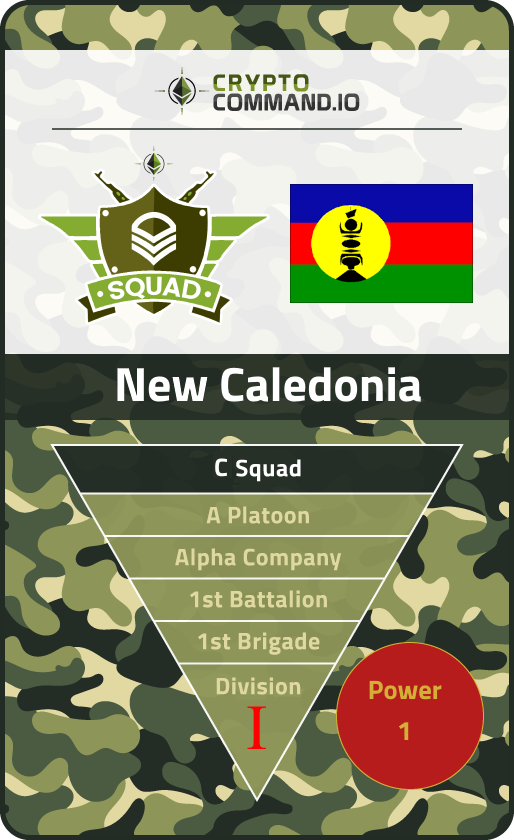 CRYPTO
COMMAND.IO
SQUAD
New Caledonia
C Squad
A Platoon
Alpha Company
1st Battalion
1st Brigade
Division
I
Power
1